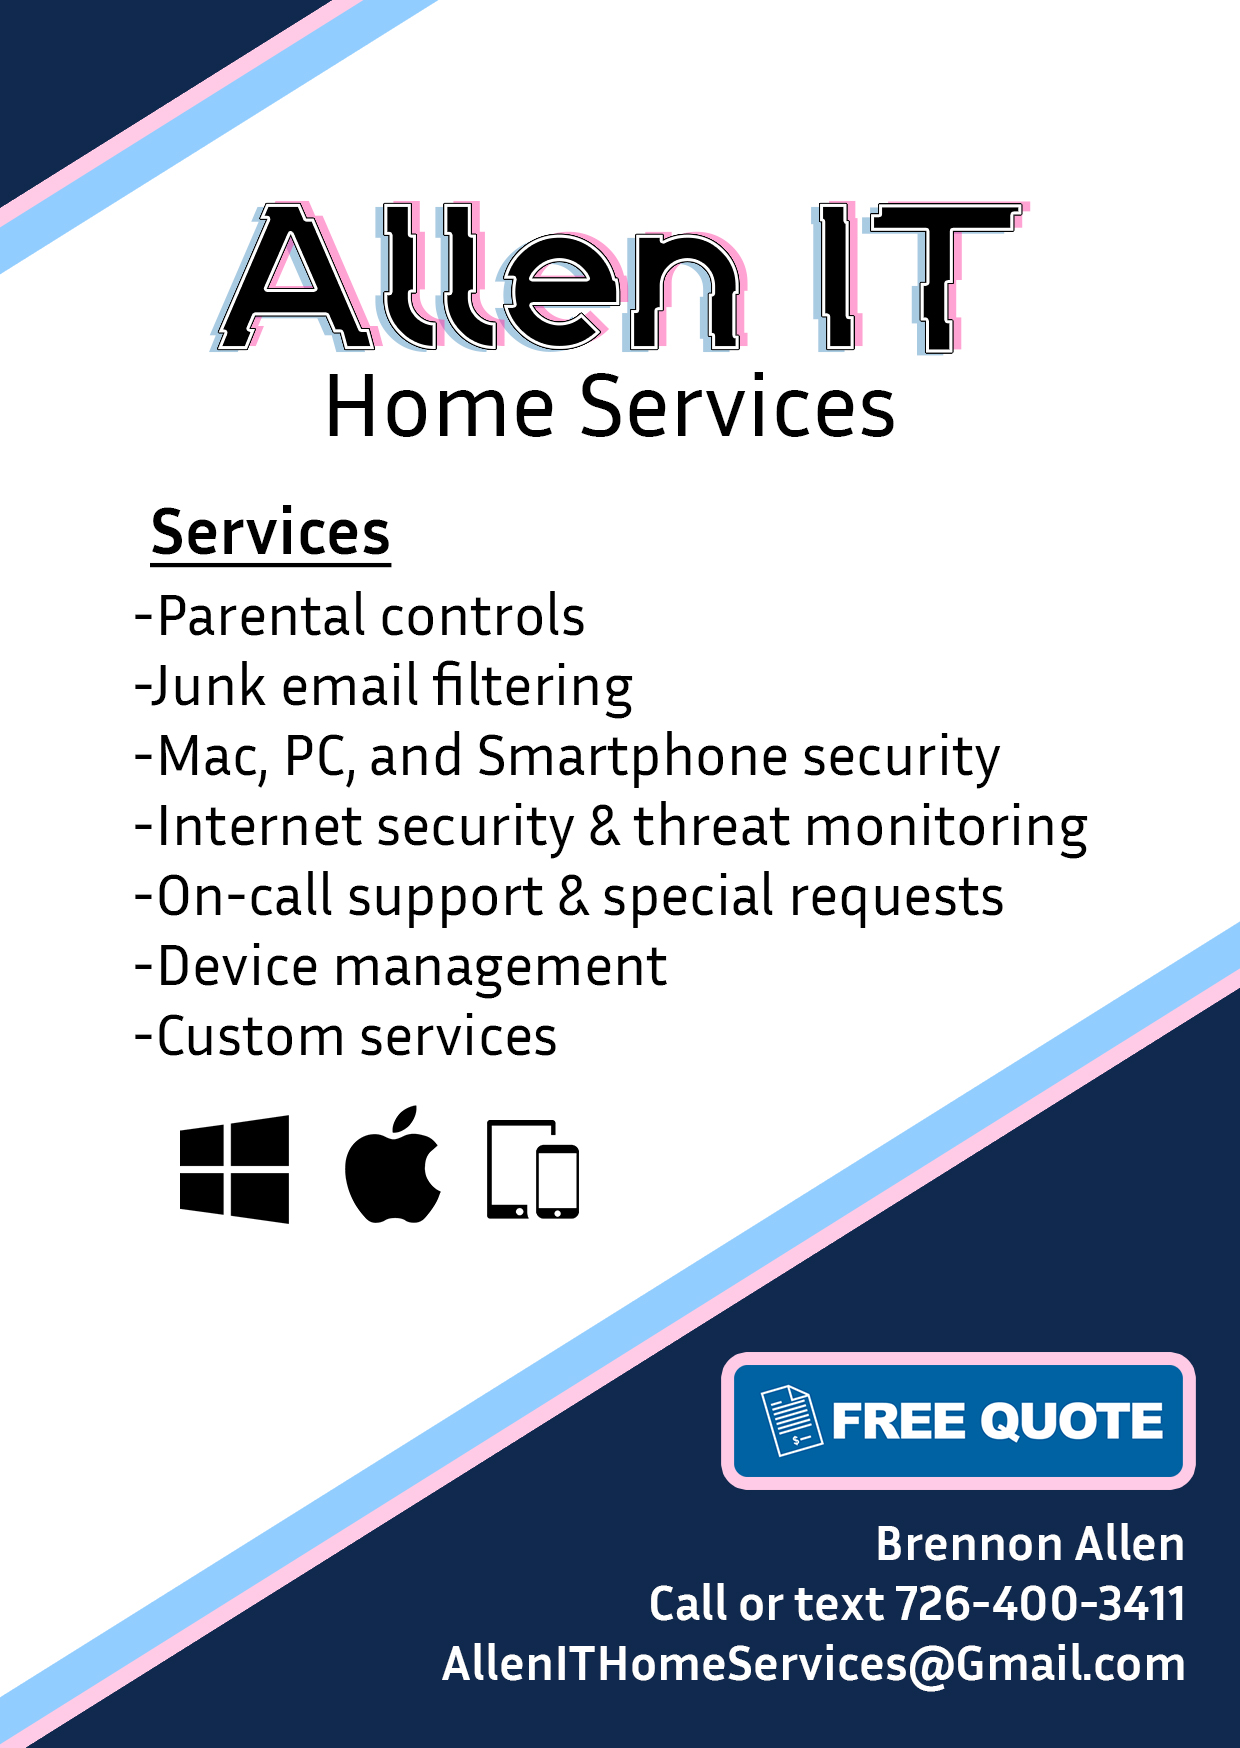 Allen IT
Home Services
Services
-Parental controls
-Junk email filtering
-Mac, PC, and Smartphone security
-Internet security & threat monitoring
-On-call support & special requests
-Device management
-Custom services
$
FREE QUOTE
Brennon Allen
Call or text 726-400-3411
AllenITHomeServices@Gmail.com